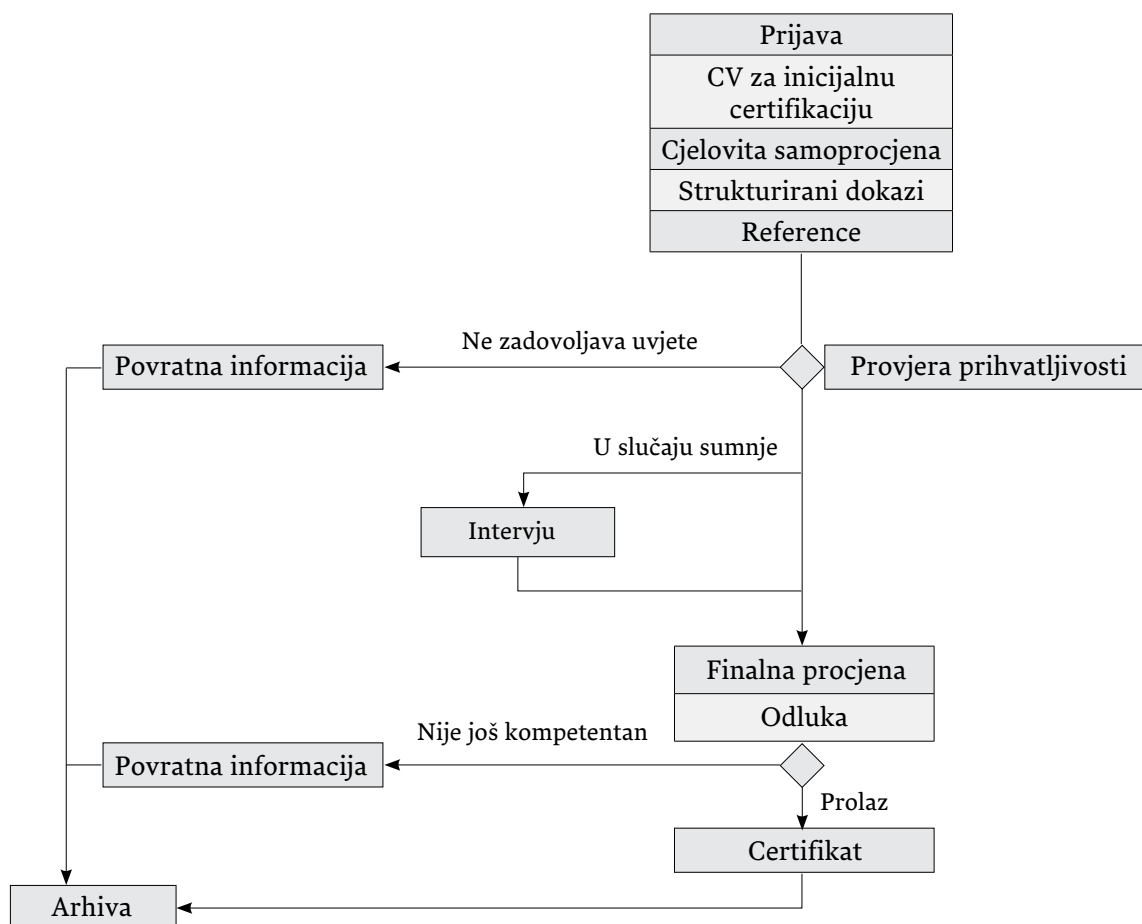 Prijava
CV za inicijalnu
certifikaciju
Cjelovita samoprocjena
Strukturirani dokazi
Reference
Ne zadovoljava uvjete
Povratna informacija
Provjera prihvatljivosti
U slučaju sumnje
Intervju
Finalna procjena
Odluka
Nije još kompetentan
Povratna informacija
Prolaz
Certifikat
Arhiva